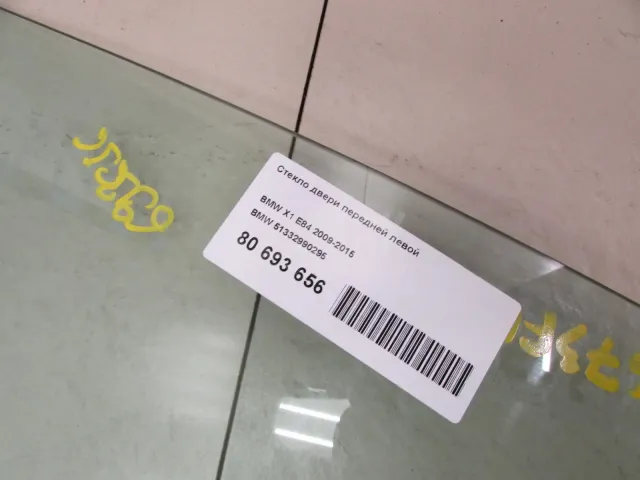 Стекло двери передней левой
BMW X1 E84 2009-2015
BMW 51332990295
80 693 656